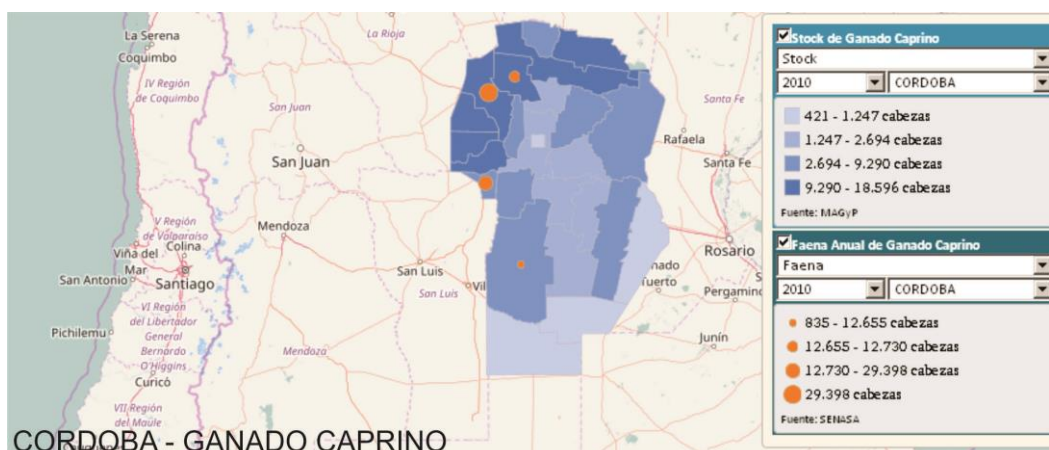 La Serena
Coquimbo
IV Región
de Coquimbo
La Rioja
San Juan
San Juan
Santa Fe
Rafaela
Santa Fe
V Región
de Valparaíso
Viña del
Mar
Colina
San Antonio
Santiago
Mendoza
San Luis
San Luis
Vil
Rosario
nado
uerto
Pergamino
Pichilemu
VI Región
del Libertador
General
Bernardo
O'Higgins
Mendoza
Junín
Curicó
VII Región
del Maule
CORDOBA - GANADO CAPRINO
Stock de Ganado Caprino
Stock
2010 CORDOBA
421 - 1.247 cabezas
1.247 - 2.694 cabezas
2.694 - 9.290 cabezas
9.290 - 18.596 cabezas
Fuente: MAGyP
Faena Anual de Ganado Caprino
Faena
2010 CORDOBA
835 - 12.655 cabezas
12.655 - 12.730 cabezas
12.730 - 29.398 cabezas
29.398 cabezas
Fuente: SENASA